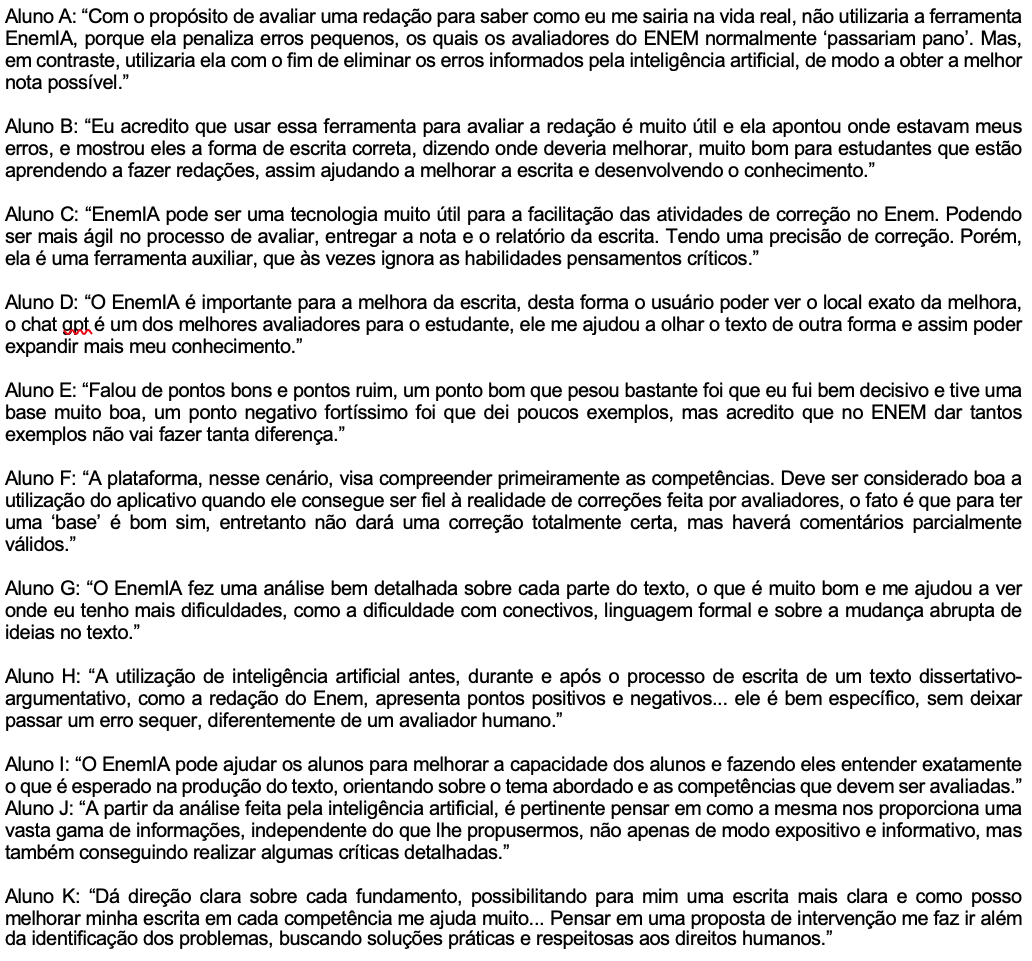 Aluno A: “Com o propósito de avaliar uma redação para saber como eu me sairia na vida real, não utilizaria a ferramenta
EnemIA, porque ela penaliza erros pequenos, os quais os avaliadores do ENEM normalmente ‘passariam pano’. Mas,
em contraste, utilizaria ela com o fim de eliminar os erros informados pela inteligência artificial, de modo a obter a melhor
nota possível.”
Aluno B: “Eu acredito que usar essa ferramenta para avaliar a redação é muito útil e ela apontou onde estavam meus
erros, e mostrou eles a forma de escrita correta, dizendo onde deveria melhorar, muito bom para estudantes que estão
aprendendo a fazer redações, assim ajudando a melhorar a escrita e desenvolvendo o conhecimento.”
Aluno C: “EnemIA pode ser uma tecnologia muito útil para a facilitação das atividades de correção no Enem. Podendo
ser mais ágil no processo de avaliar, entregar a nota e o relatório da escrita. Tendo uma precisão de correção. Porém,
ela é uma ferramenta auxiliar, que às vezes ignora as habilidades pensamentos críticos.”
Aluno D: “O EnemIA é importante para a melhora da escrita, desta forma o usuário poder ver o local exato da melhora,
o chat gpt é um dos melhores avaliadores para o estudante, ele me ajudou a olhar o texto de outra forma e assim poder
expandir mais meu conhecimento.”
Aluno E: “Falou de pontos bons e pontos ruim, um ponto bom que pesou bastante foi que eu fui bem decisivo e tive uma
base muito boa, um ponto negativo fortíssimo foi que dei poucos exemplos, mas acredito que no ENEM dar tantos
exemplos não vai fazer tanta diferença.”
Aluno F: “A plataforma, nesse cenário, visa compreender primeiramente as competências. Deve ser considerado boa a
utilização do aplicativo quando ele consegue ser fiel à realidade de correções feita por avaliadores, o fato é que para ter
uma ‘base’ é bom sim, entretanto não dará uma correção totalmente certa, mas haverá comentários parcialmente
válidos.”
Aluno G: “O EnemIA fez uma análise bem detalhada sobre cada parte do texto, o que é muito bom e me ajudou a ver
onde eu tenho mais dificuldades, como a dificuldade com conectivos, linguagem formal e sobre a mudança abrupta de
ideias no texto.”
Aluno H: “A utilização de inteligência artificial antes, durante e após o processo de escrita de um texto dissertativo-
argumentativo, como a redação do Enem, apresenta pontos positivos e negativos... ele é bem específico, sem deixar
passar um erro sequer, diferentemente de um avaliador humano.”
Aluno I: “O EnemIA pode ajudar os alunos para melhorar a capacidade dos alunos e fazendo eles entender exatamente
o que é esperado na produção do texto, orientando sobre o tema abordado e as competências que devem ser avaliadas.”
Aluno J: “A partir da análise feita pela inteligência artificial, é pertinente pensar em como a mesma nos proporciona uma
vasta gama de informações, independente do que lhe propusermos, não apenas de modo expositivo e informativo, mas
também conseguindo realizar algumas críticas detalhadas.”
Aluno K: “Dá direção clara sobre cada fundamento, possibilitando para mim uma escrita mais clara e como posso
melhorar minha escrita em cada competência me ajuda muito... Pensar em uma proposta de intervenção me faz ir além
da identificação dos problemas, buscando soluções práticas e respeitosas aos direitos humanos.”